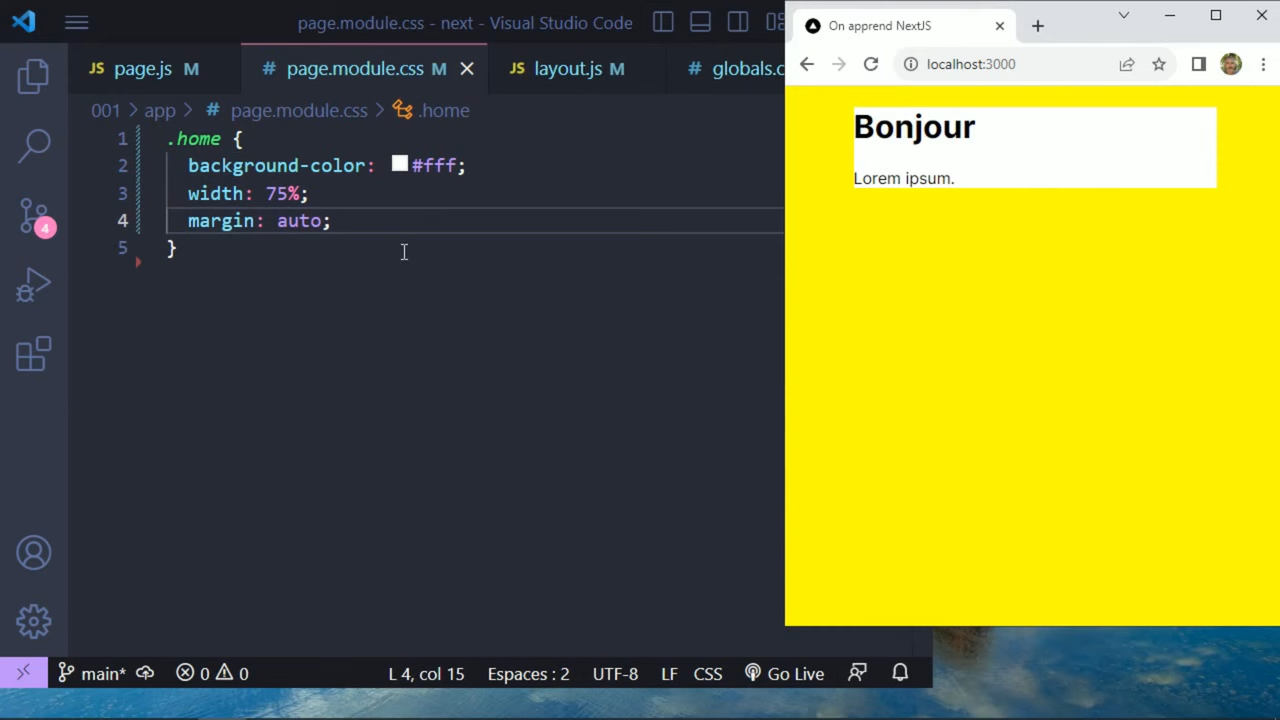 page.module.css - next - Visual Studio Code
JS page.js M
# page.module.css M
JS layout.js M
# globals.c
001 > app > # page.module.css > .home
1 .home {
2 background-color: #fff;
3 width: 75%;
4 margin: auto;
5 }
4
main*
0 0
L 4, col 15
Espaces : 2
UTF-8
LF
CSS
Go Live
On apprend NextJS
localhost:3000
Bonjour
Lorem ipsum.